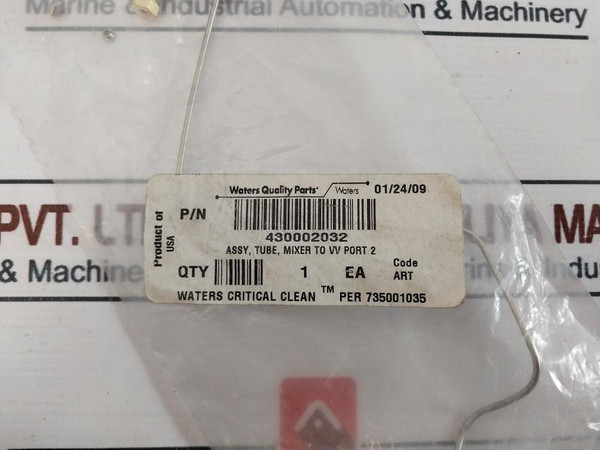 Marine & Industrial Automation & Machinery
Waters Quality Parts Waters 01/24/09
Product of USA
P/N
430002032
ASSY, TUBE, MIXER TO VV PORT 2
QTY 1 EA Code ART
WATERS CRITICAL CLEAN ™ PER 735001035
PVT. MA
& Machine Indu